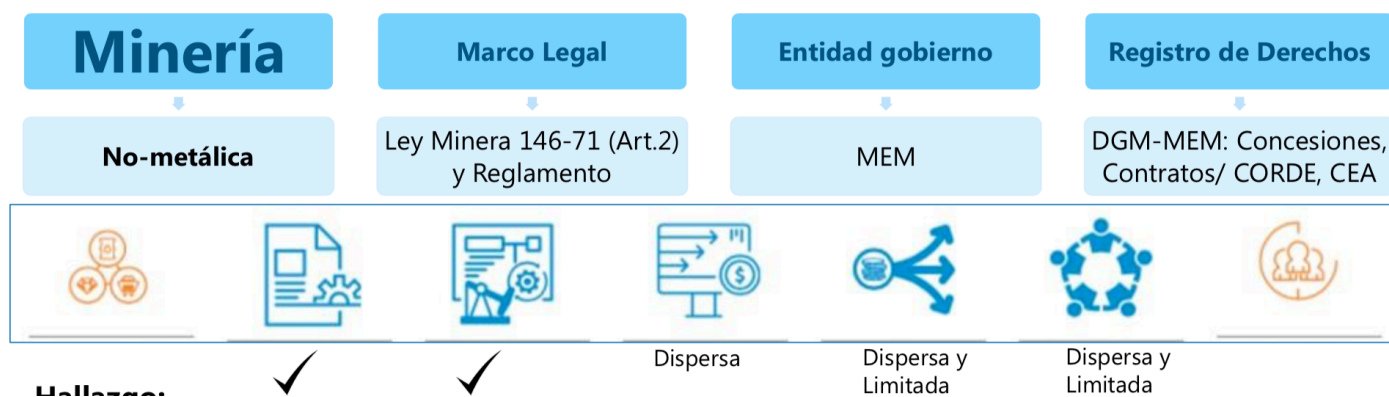 Minería
Marco Legal
Entidad gobierno
Registro de Derechos
No-metálica
Ley Minera 146-71 (Art.2)
y Reglamento
MEM
DGM-MEM: Concesiones,
Contratos/ CORDE, CEA
Dispersa
Dispersa y
Limitada
Dispersa y
Limitada
Hallazgo: